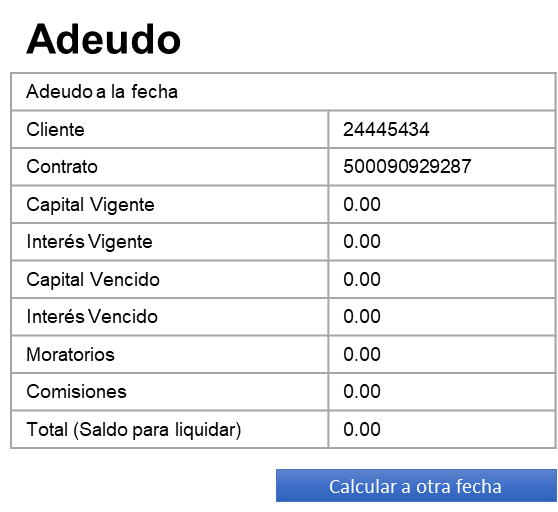 Adeudo
Adeudo a la fecha
Cliente 24445434
Contrato 500090929287
Capital Vigente 0.00
Interés Vigente 0.00
Capital Vencido 0.00
Interés Vencido 0.00
Moratorios 0.00
Comisiones 0.00
Total (Saldo para liquidar) 0.00
Calcular a otra fecha